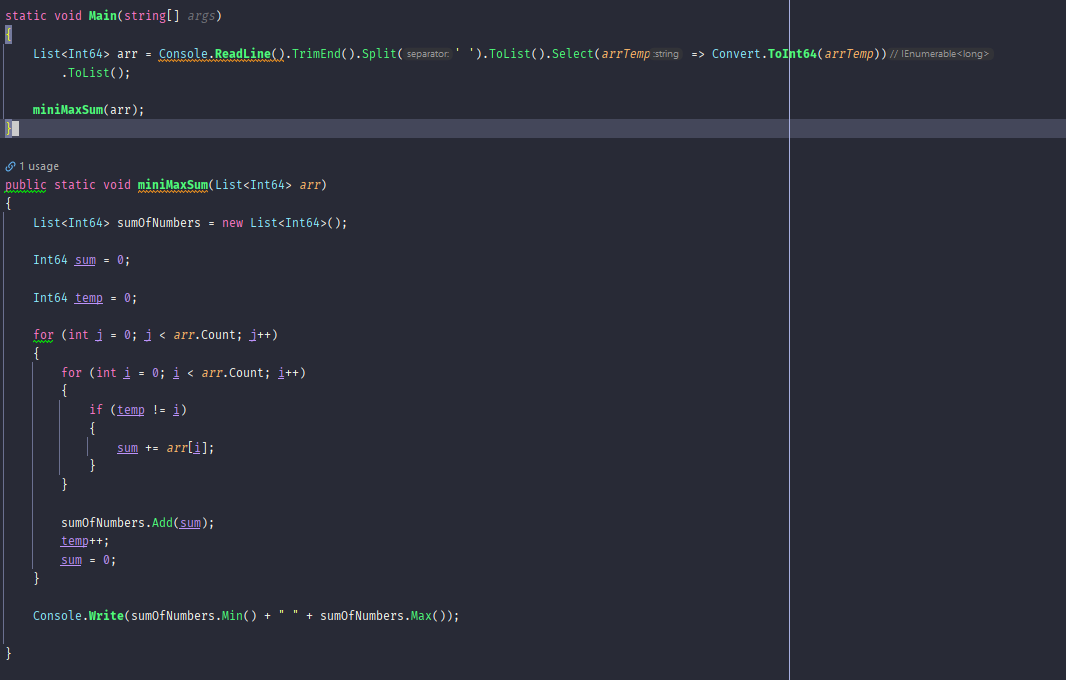 static void Main(string[] args)
{
List<Int64> arr = Console.ReadLine().TrimEnd().Split( separator: ' ').ToList().Select(arrTemp :string => Convert.ToInt64(arrTemp)) // IEnumerable<long>
.ToList();
miniMaxSum(arr);
}
1 usage
public static void miniMaxSum(List<Int64> arr)
{
List<Int64> sumOfNumbers = new List<Int64>();
Int64 sum = 0;
Int64 temp = 0;
for (int j = 0; j < arr.Count; j++)
{
for (int i = 0; i < arr.Count; i++)
{
if (temp != i)
{
sum += arr[i];
}
}
sumOfNumbers.Add(sum);
temp++;
sum = 0;
}
Console.Write(sumOfNumbers.Min() + " " + sumOfNumbers.Max());
}